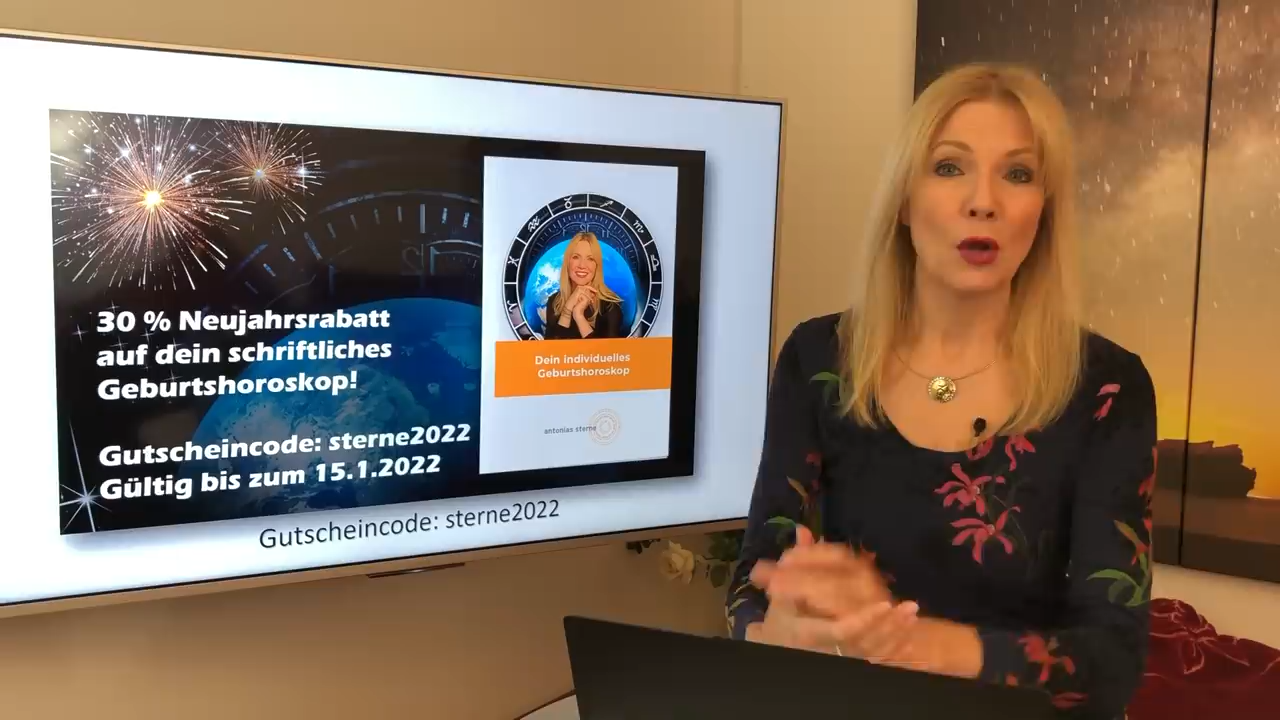 30 % Neujahrsrabatt
auf dein schriftliches
Geburtshoroskop!
Gutscheincode: sterne2022
Gültig bis zum 15.1.2022
Dein individuelles
Geburtshoroskop
antonias sterne
Gutscheincode: sterne2022